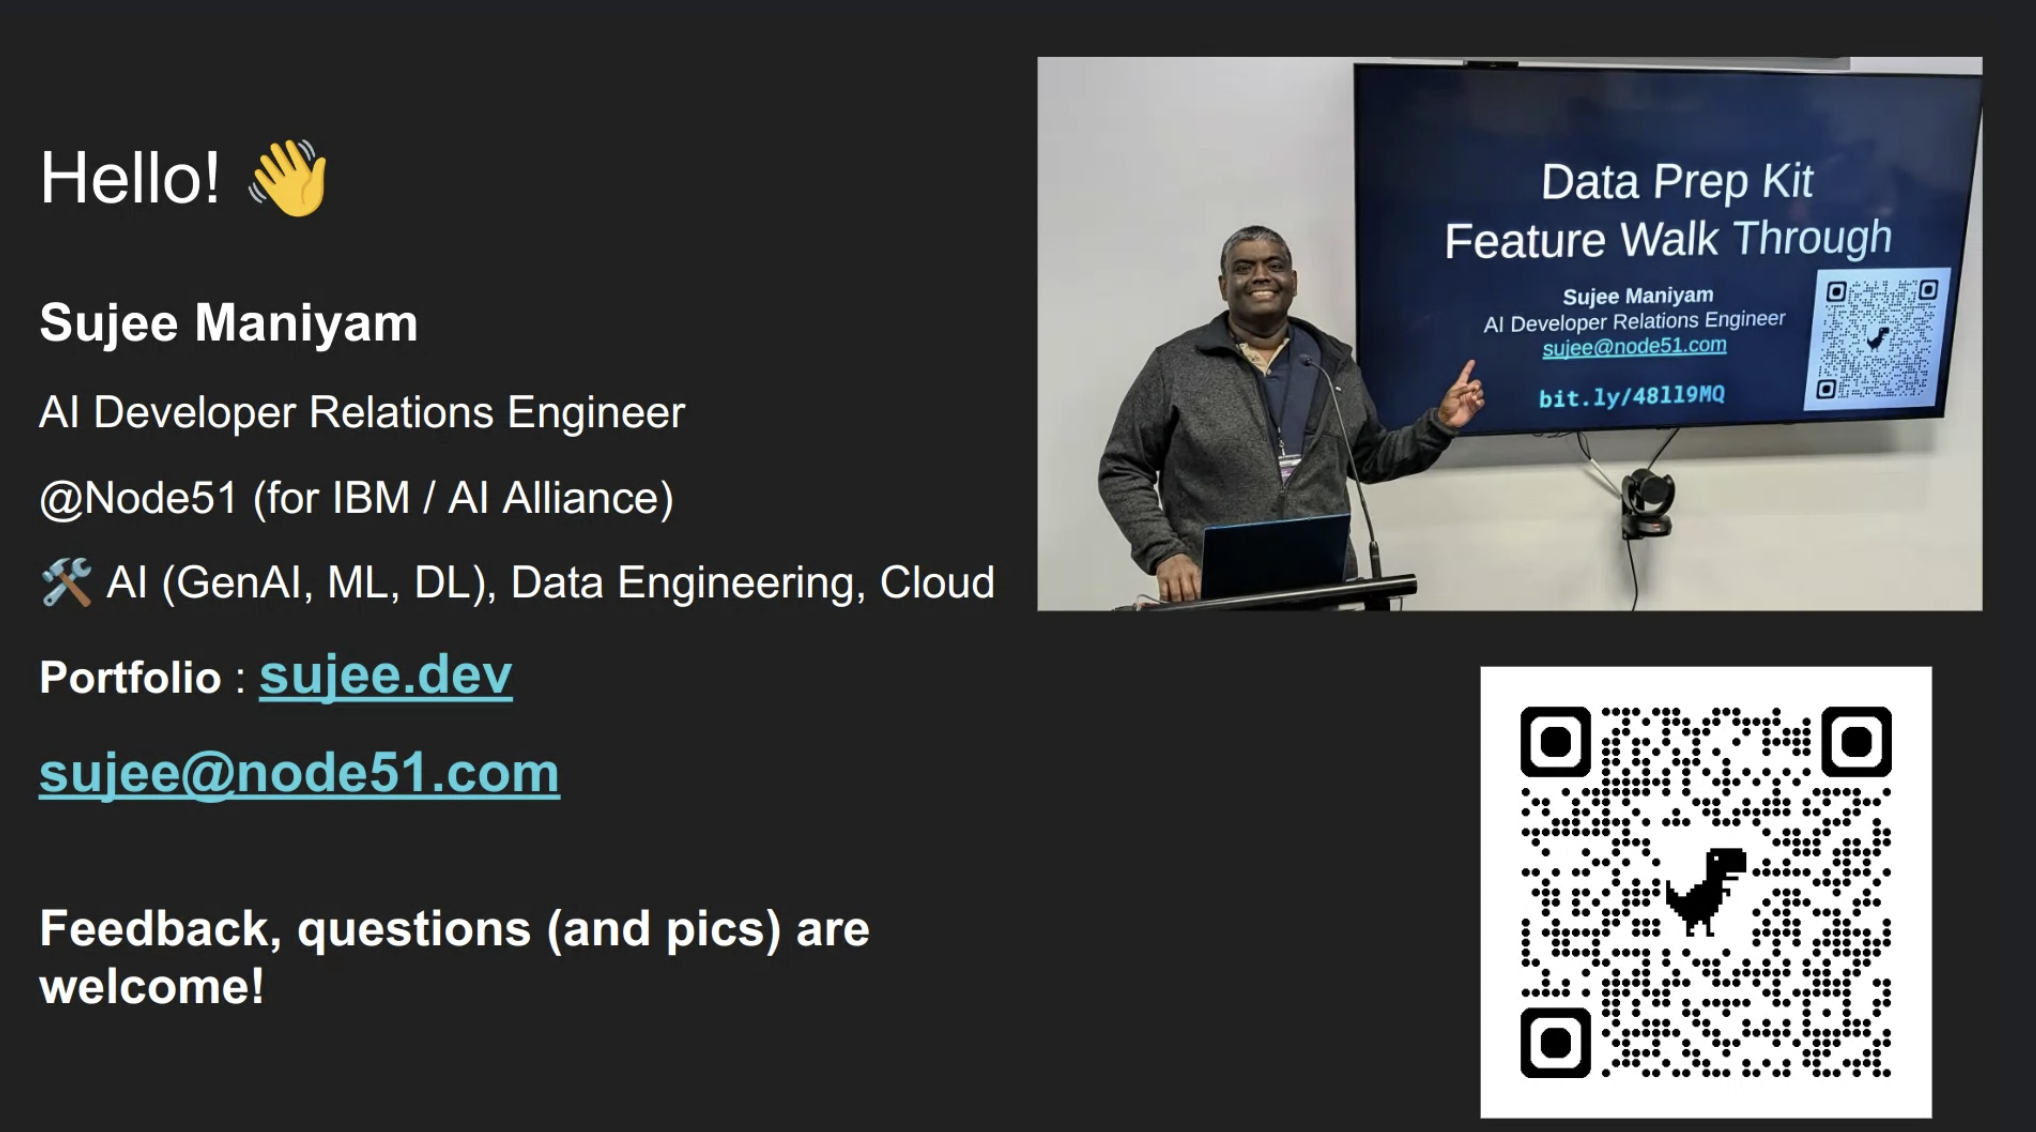 Hello! 👋
Sujee Maniyam
AI Developer Relations Engineer
@Node51 (for IBM / AI Alliance)
🛠 AI (GenAI, ML, DL), Data Engineering, Cloud
Portfolio : sujee.dev
sujee@node51.com
Feedback, questions (and pics) are
welcome!
Data Prep Kit
Feature Walk Through
Sujee Maniyam
AI Developer Relations Engineer
sujee@node51.com
bit.ly/48ll9MQ